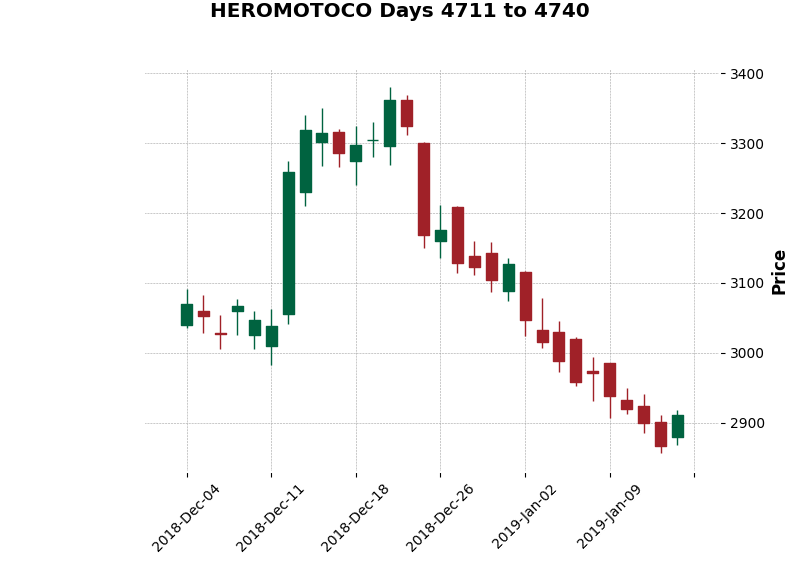 HEROMOTOCO Days 4711 to 4740
3400
3300
3200
3100
3000
2900
Price
2018-Dec-04
2018-Dec-11
2018-Dec-18
2018-Dec-26
2019-Jan-02
2019-Jan-09